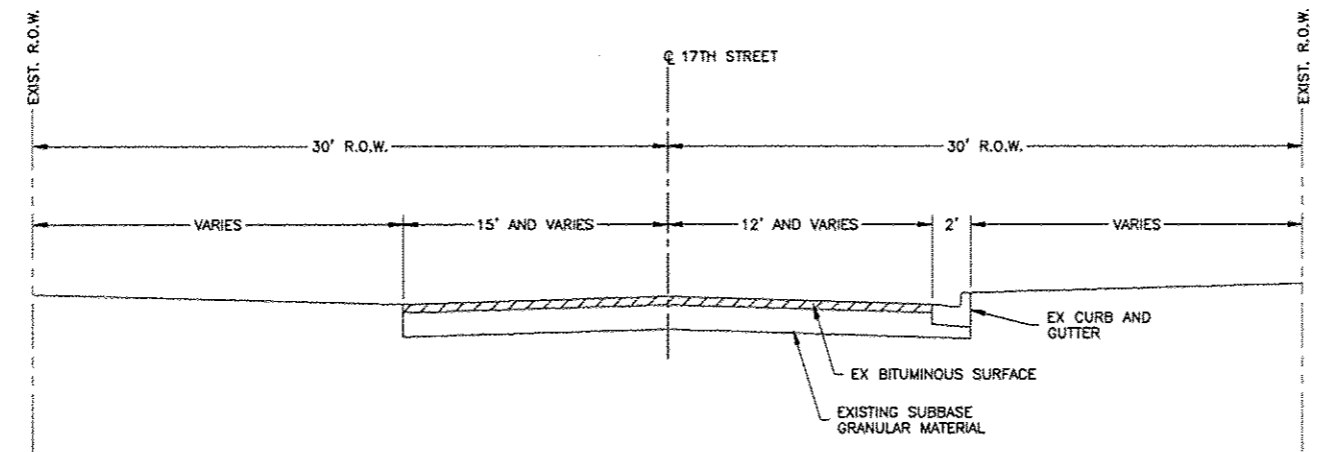 EXIST. R.O.W.
EXIST. R.O.W.
℄ 17TH STREET
30' R.O.W.
30' R.O.W.
VARIES
15' AND VARIES
12' AND VARIES
2'
VARIES
EX CURB AND
GUTTER
EX BITUMINOUS SURFACE
EXISTING SUBBASE
GRANULAR MATERIAL